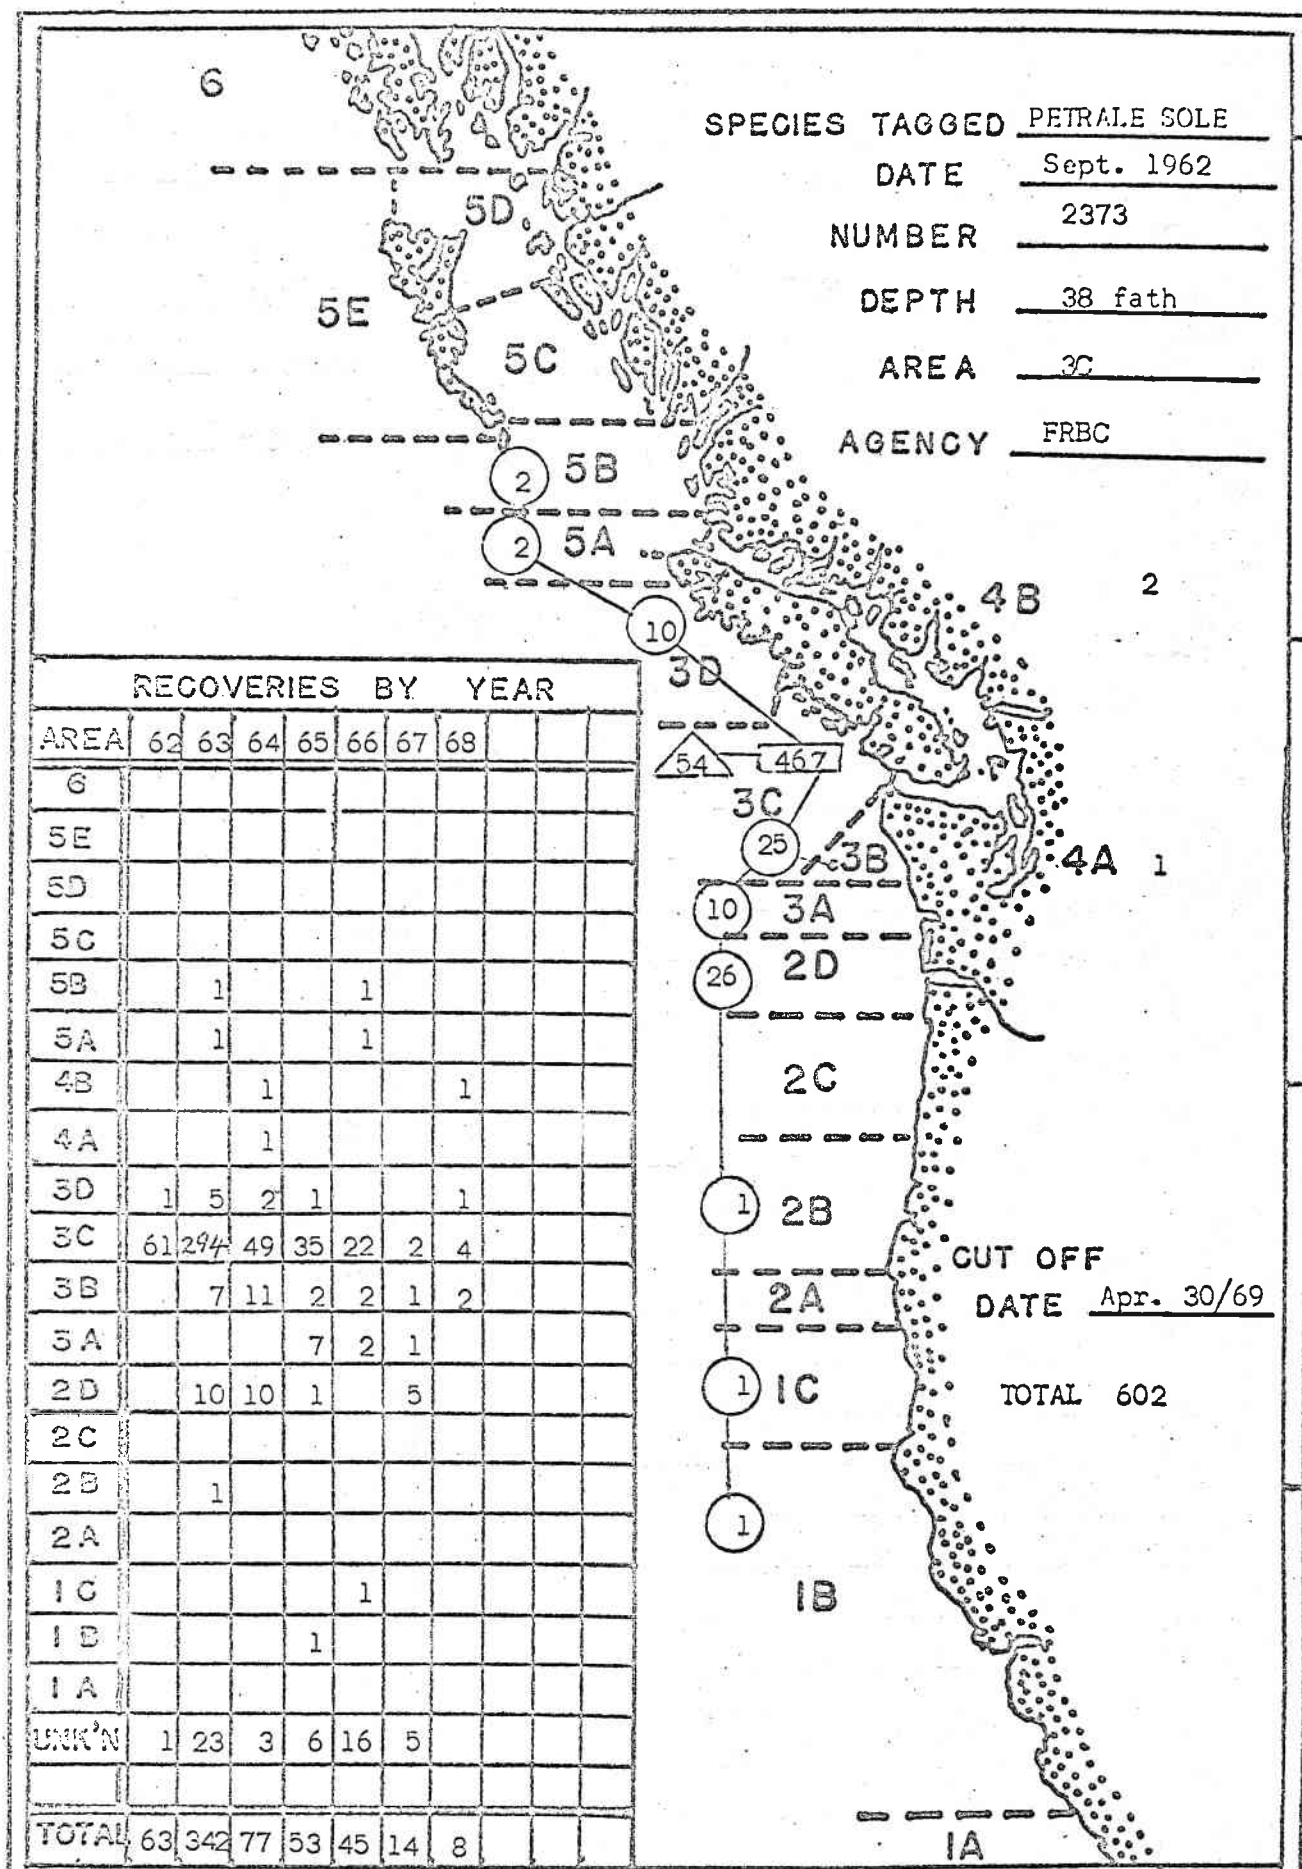 6
SPECIES TAGGED PETRALE SOLE
DATE Sept. 1962
NUMBER 2373
DEPTH 38 fath
AREA 3C
AGENCY FRBC
5D
5E
5C
2 5B
2 5A
4B 2
10
3D
54 467
3C
25 3B
4A 1
10 3A
26 2D
2C
1 2B
CUT OFF
DATE Apr. 30/69
2A
1 1C
TOTAL 602
1
1B
1A
RECOVERIES BY YEAR
AREA 62 63 64 65 66 67 68
6
5E
5D
5C
5B 1 1
5A 1 1
4B 1 1
4A 1
3D 1 5 2 1 1
3C 61 294 49 35 22 2 4
3B 7 11 2 2 1 2
3A 7 2 1
2D 10 10 1 5
2C
2B 1
2A
1C 1
1B 1
1A
UNK'N 1 23 3 6 16 5
TOTAL 63 342 77 53 45 14 8